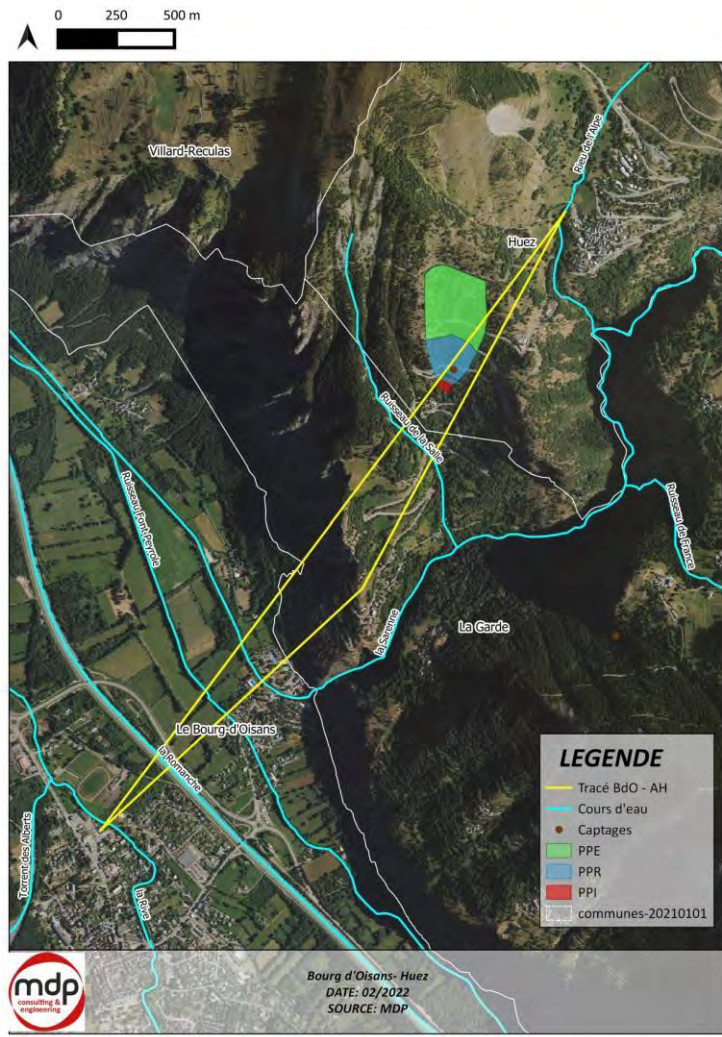 0 250 500 m
Villard-Reculas
Rieu de l'Alpe
Huez
Ruisseau de la Salle
Ruisseau Font Peyrole
Ruisseau de France
la Sarenne
La Garde
Le Bourg-d'Oisans
la Romanche
Torrent des Alberts
la Rive
LEGENDE
Tracé BdO - AH
Cours d'eau
Captages
PPE
PPR
PPI
communes-20210101
mdp
consulting &
engineering
Bourg d'Oisans- Huez
DATE: 02/2022
SOURCE: MDP